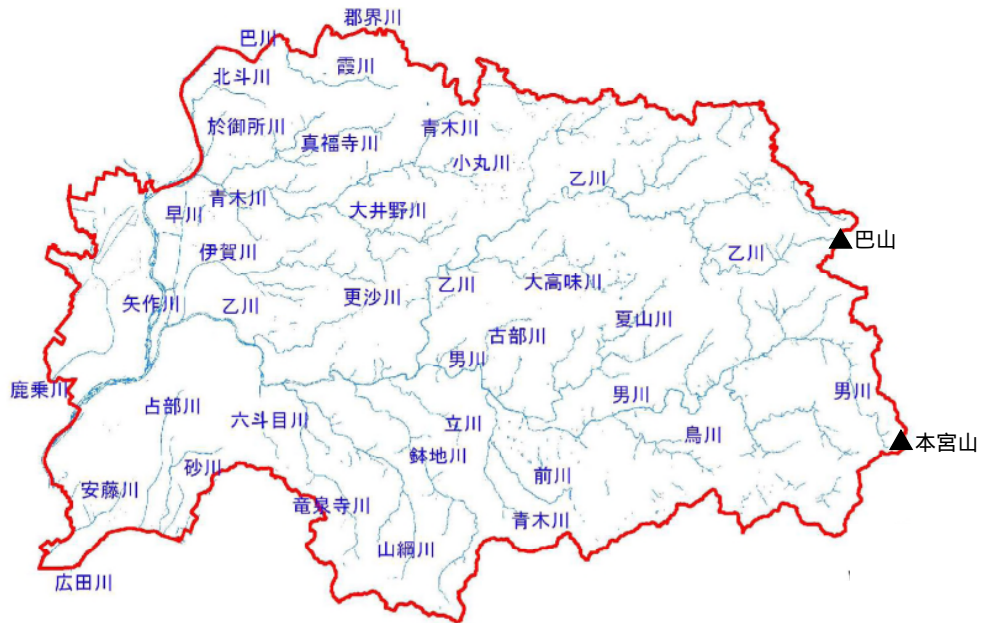 郡界川
巴川
霞川
北斗川
於御所川
真福寺川
青木川
小丸川
乙川
青木川
早川
大井野川
巴山
伊賀川
乙川
乙川
大高味川
更沙川
矢作川
乙川
夏山川
古部川
男川
鹿乗川
男川
男川
占部川
六斗目川
立川
鳥川
本宮山
鉢地川
砂川
前川
安藤川
竜泉寺川
青木川
山綱川
広田川